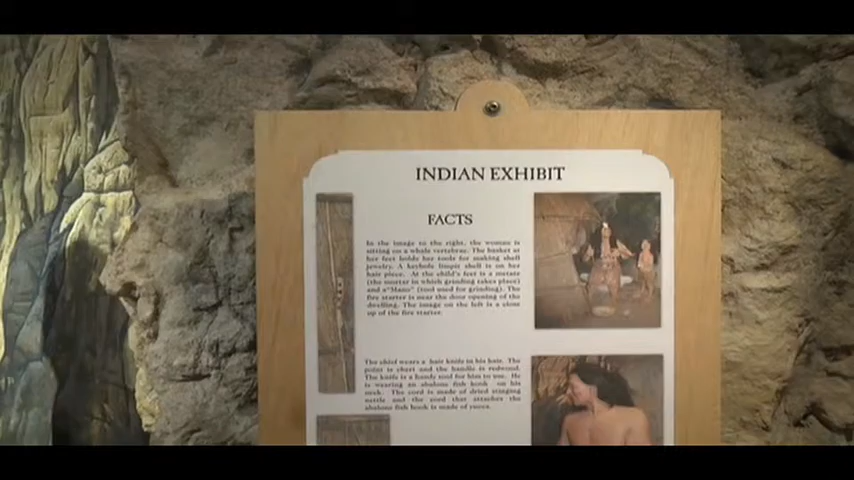 INDIAN EXHIBIT
FACTS
In the image to the right, the woman is
sitting on a whale vertebrae. The basket at
her feet holds her tools for making shell
jewelry. A keyhole limpit shell is on her
hair piece. At the child's feet is a metate
(the mortar in which grinding takes place)
and a "Mano" (tool used for grinding). The
fire starter is near the door opening of the
dwelling. The image on the left is a close
up of the fire starter.
The chief wears a hair knife in his hair. The
point is chert and the handle is redwood.
The knife is a handy tool for him to use. He
is wearing an abalone fish hook on his
neck. The cord is made of dried stinging
nettle and the cord that attaches the
abalone fish hook is made of yucca.